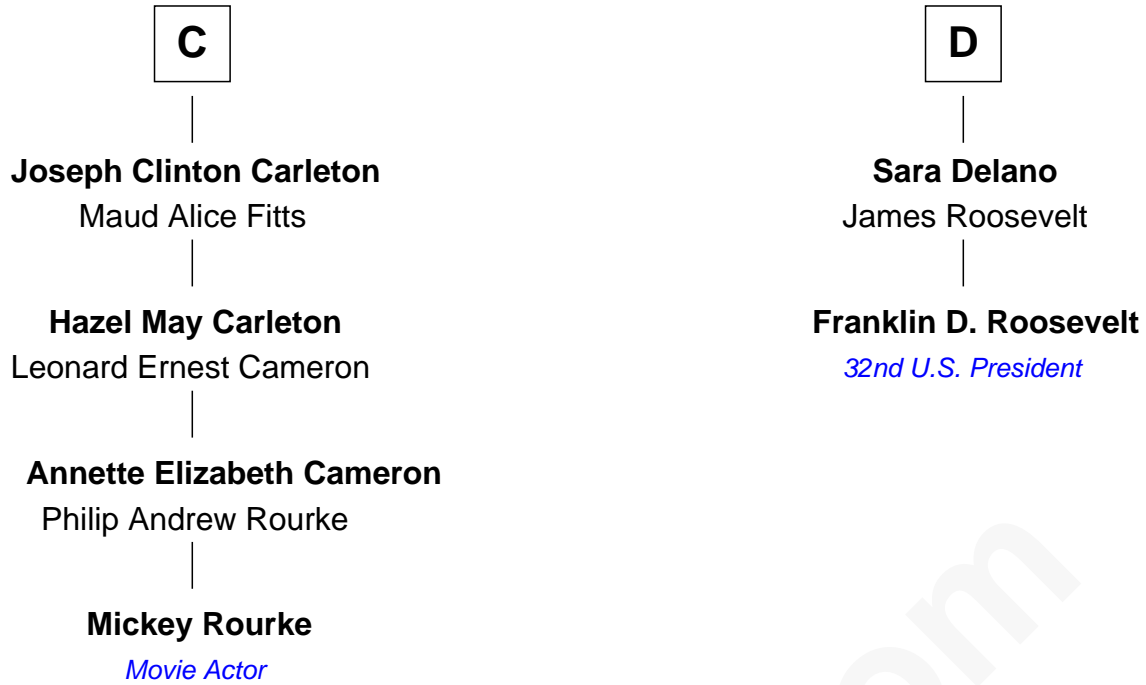 C
Joseph Clinton Carleton
Maud Alice Fitts
Hazel May Carleton
Leonard Ernest Cameron
Annette Elizabeth Cameron
Philip Andrew Rourke
Mickey Rourke
Movie Actor
D
Sara Delano
James Roosevelt
Franklin D. Roosevelt
32nd U.S. President
om